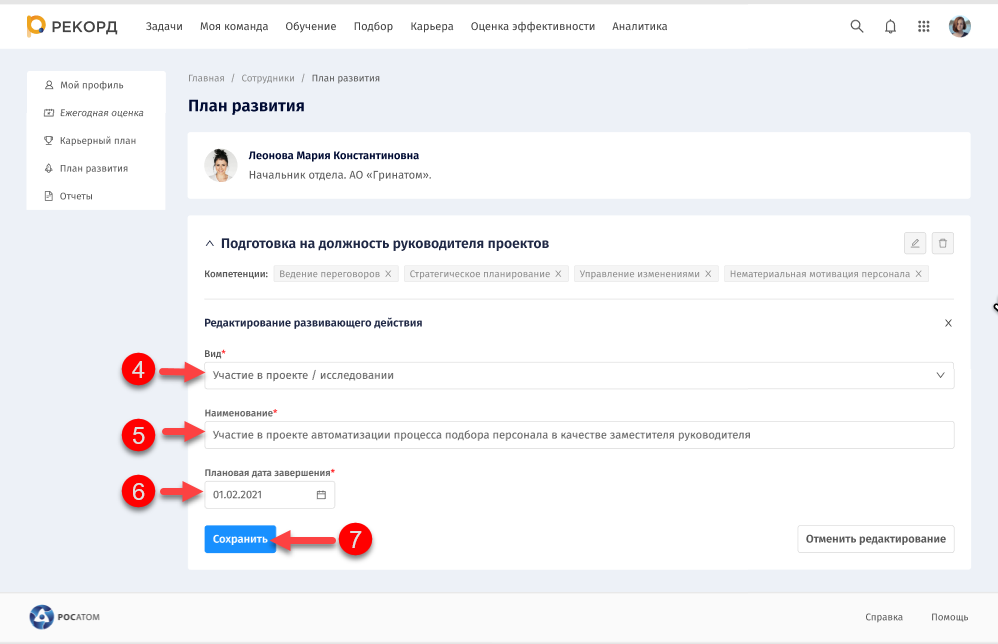 РЕКОРД Задачи Моя команда Обучение Подбор Карьера Оценка эффективности Аналитика
Мой профиль
Ежегодная оценка
Карьерный план
План развития
Отчеты
Главная / Сотрудники / План развития
План развития
Леонова Мария Константиновна
Начальник отдела. АО «Гринатом».
Подготовка на должность руководителя проектов
Компетенции: Ведение переговоров X Стратегическое планирование X Управление изменениями X Нематериальная мотивация персонала X
Редактирование развивающего действия X
Вид*
4 Участие в проекте / исследовании
Наименование*
5 Участие в проекте автоматизации процесса подбора персонала в качестве заместителя руководителя
Плановая дата завершения*
6 01.02.2021
Сохранить 7 Отменить редактирование
РОСАТОМ Справка Помощь